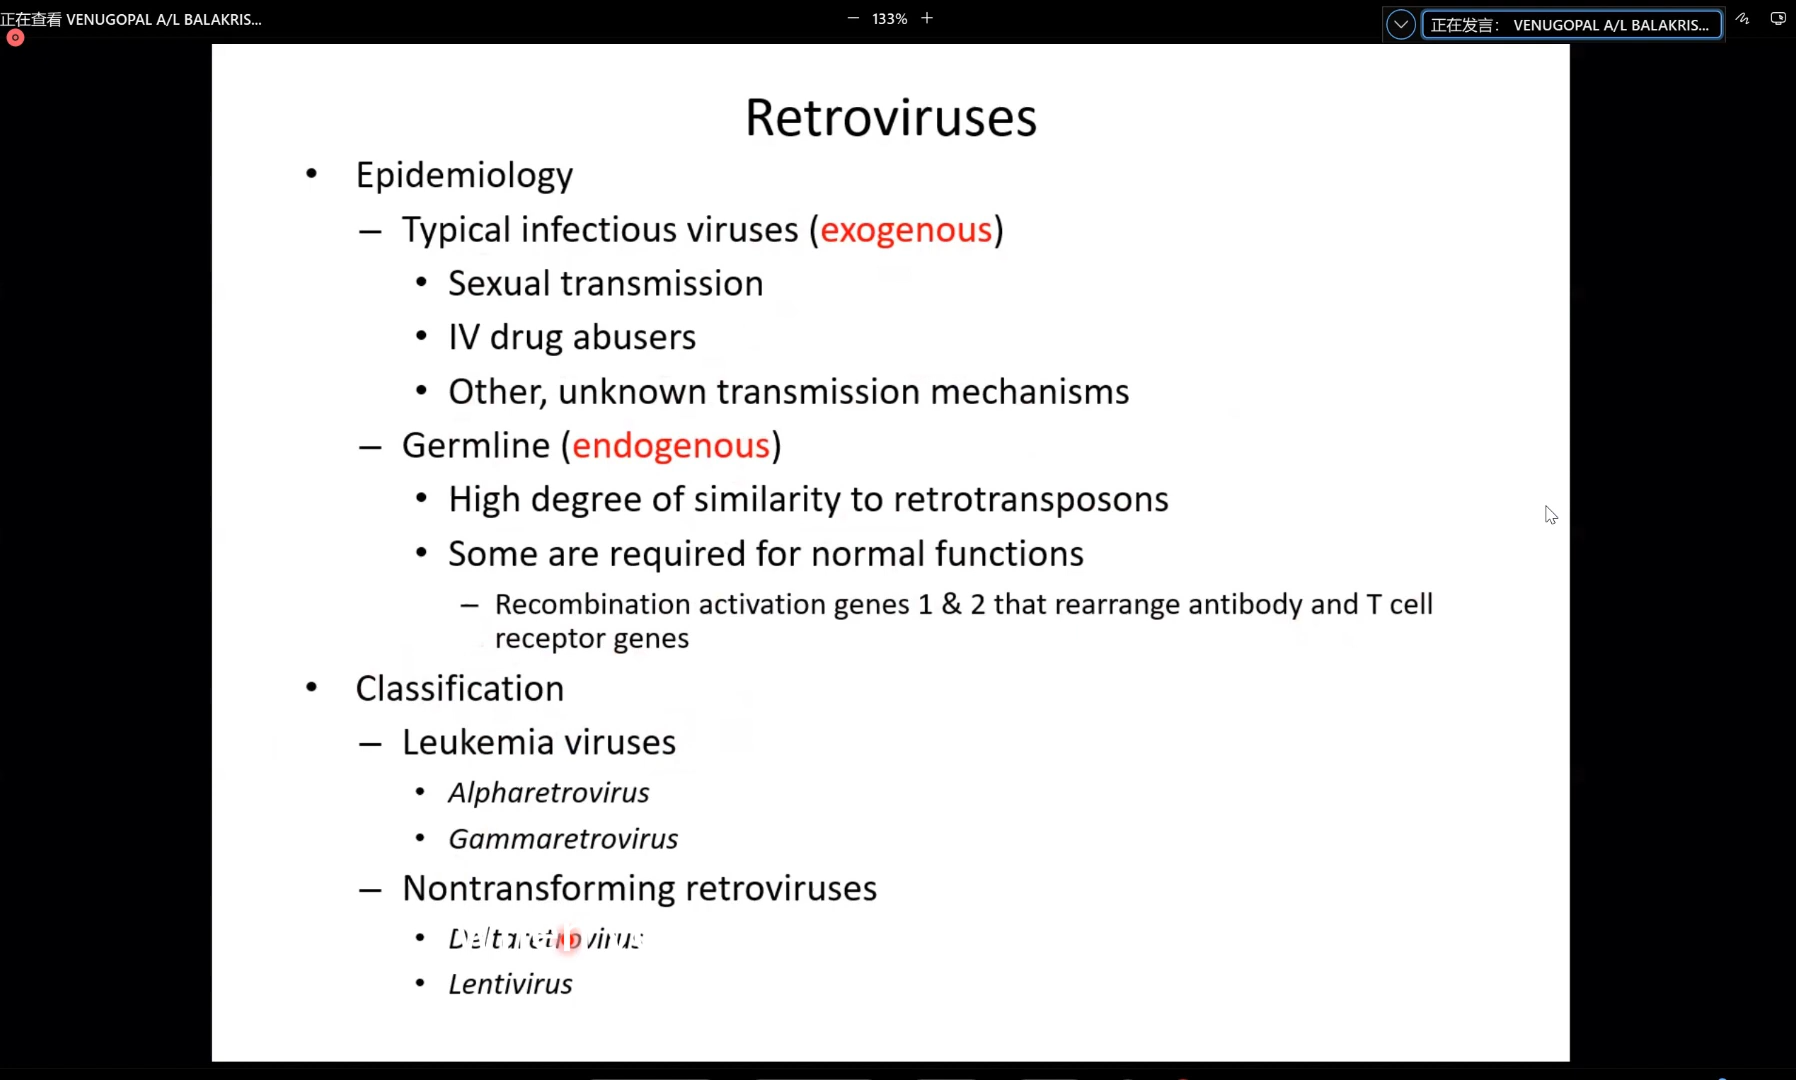 正在查看 VENUGOPAL A/L BALAKRIS...
133%
正在发言： VENUGOPAL A/L BALAKRIS...
Retroviruses
• Epidemiology
– Typical infectious viruses (exogenous)
• Sexual transmission
• IV drug abusers
• Other, unknown transmission mechanisms
– Germline (endogenous)
• High degree of similarity to retrotransposons
• Some are required for normal functions
– Recombination activation genes 1 & 2 that rearrange antibody and T cell
receptor genes
• Classification
– Leukemia viruses
• Alpharetrovirus
• Gammaretrovirus
– Nontransforming retroviruses
• Deltaretrovirus
• Lentivirus